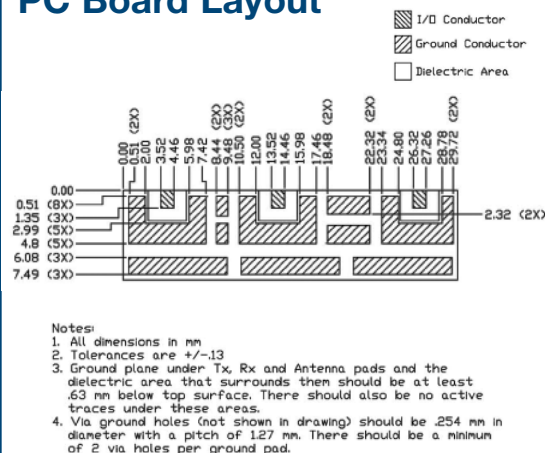 PC Board Layout
I/O Conductor
Ground Conductor
Dielectric Area
0.00
0.51 (2X)
2.00
3.52
4.46
5.98
7.42
8.44 (2X)
9.48 (3X)
10.50 (2X)
12.00
13.52
14.46
15.98
17.46
18.48 (2X)
22.32 (2X)
23.34
24.80
26.32
27.26
28.78
29.72 (2X)
0.00
0.51 (8X)
1.35 (3X)
2.99 (5X)
4.8 (5X)
6.08 (3X)
7.49 (3X)
2.32 (2X)
Notes:
1. All dimensions in mm
2. Tolerances are +/-.13
3. Ground plane under Tx, Rx and Antenna pads and the
dielectric area that surrounds them should be at least
.63 mm below top surface. There should also be no active
traces under these areas.
4. Via ground holes (not shown in drawing) should be .254 mm in
diameter with a pitch of 1.27 mm. There should be a minimum
of 2 via holes per ground pad.